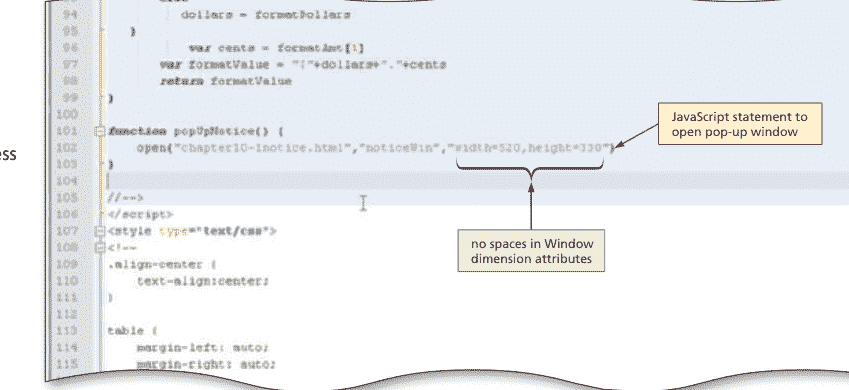 94 dollars = formatDollars
95 }
96 var cents = formatAmt[1]
97 var formatValue = "$"+dollars+"."+cents
98 return formatValue
99 }
100
101 function popUpNotice() {
102 open("chapter10-1notice.html","noticeWin","width=520,height=330")
103 }
104
105 //-->
106 </script>
107 <style type="text/css">
108 <!--
109 .align-center {
110 text-align:center;
111 }
112
113 table {
114 margin-left: auto;
115 margin-right: auto;
JavaScript statement to
open pop-up window
no spaces in Window
dimension attributes